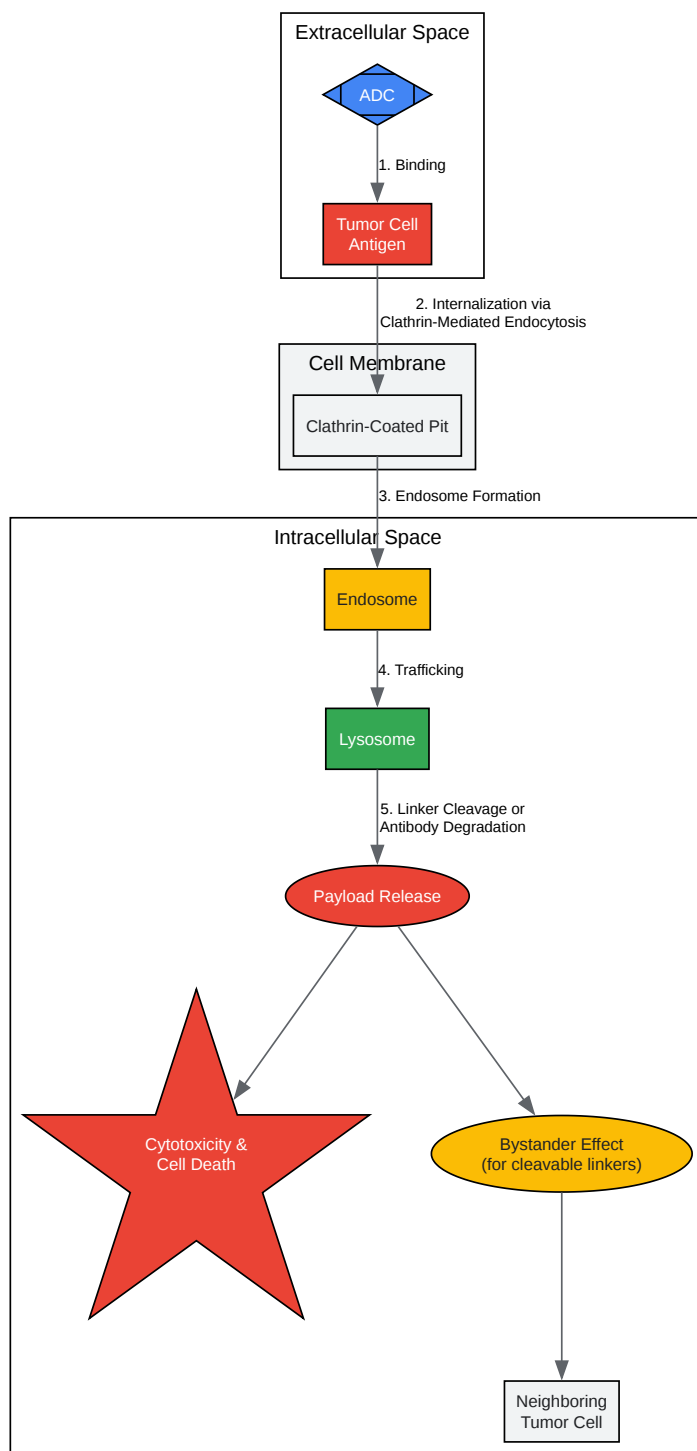 Extracellular Space
ADC
1. Binding
Tumor Cell
Antigen
2. Internalization via
Clathrin-Mediated Endocytosis
Cell Membrane
Clathrin-Coated Pit
3. Endosome Formation
Intracellular Space
Endosome
4. Trafficking
Lysosome
5. Linker Cleavage or
Antibody Degradation
Payload Release
Cytotoxicity &
Cell Death
Bystander Effect
(for cleavable linkers)
Neighboring
Tumor Cell